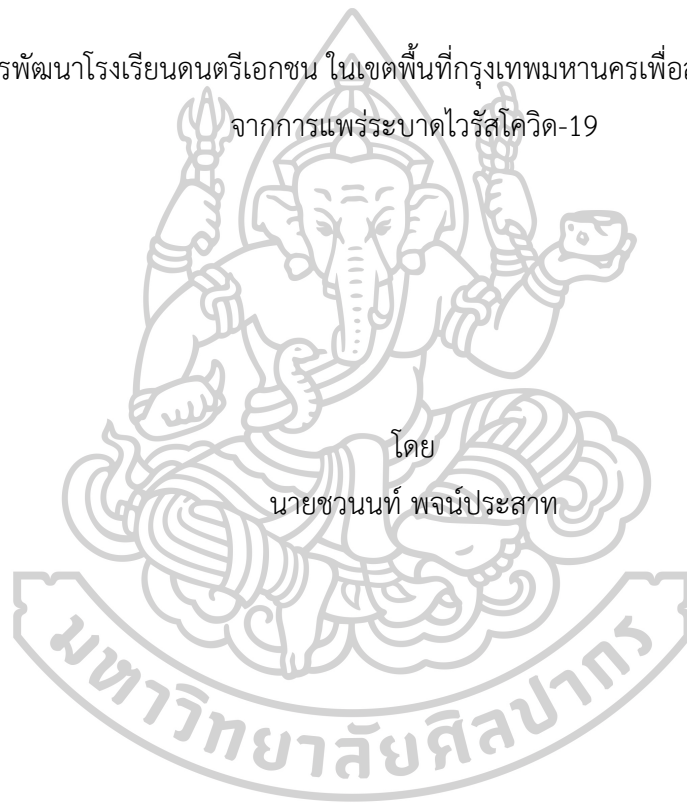 รพัฒนาโรงเรียนดนตรีเอกชน ในเขตพื้นที่กรุงเทพมหานครเพื่อ
จากการแพร่ระบาดไวรัสโควิด-19
โดย
นายชวนนท์ พจน์ประสาท
มหาวิทยาลัยศิลปากร